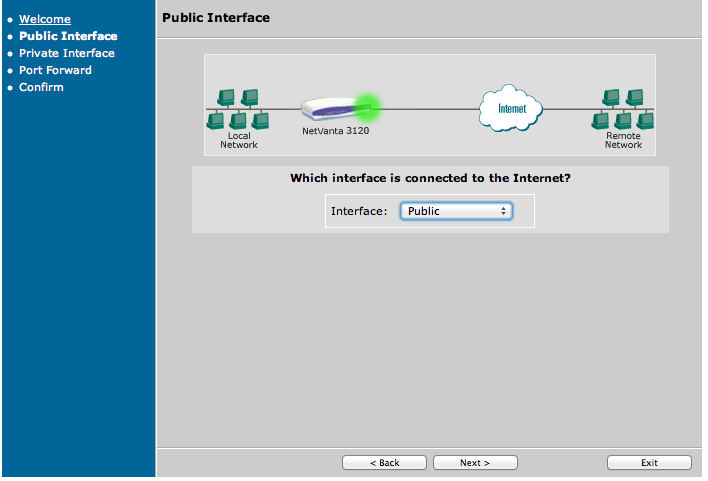 Welcome
Public Interface
Private Interface
Port Forward
Confirm
Public Interface
Local
Network
NetVanta 3120
Internet
Remote
Network
Which interface is connected to the Internet?
Interface: Public
< Back Next > Exit